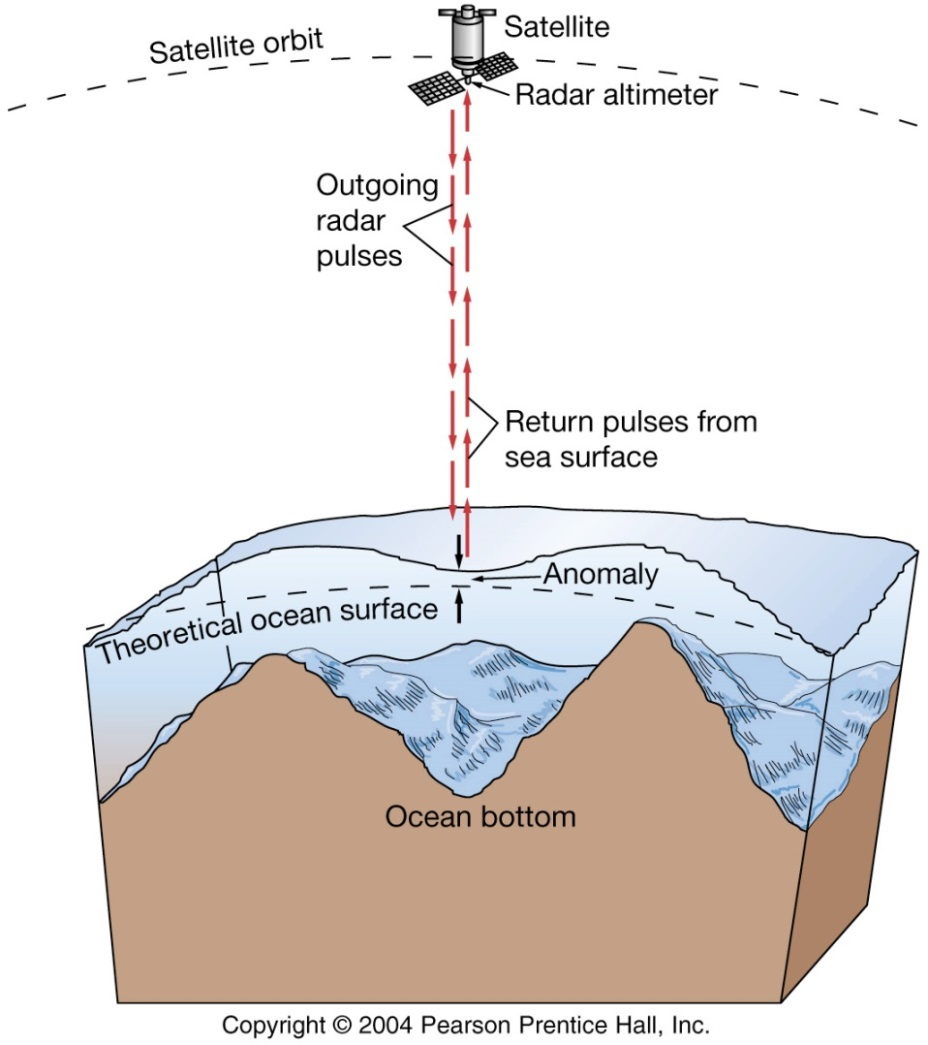 Satellite orbit
Satellite
Radar altimeter
Outgoing
radar
pulses
Return pulses from
sea surface
Anomaly
Theoretical ocean surface
Ocean bottom
Copyright © 2004 Pearson Prentice Hall, Inc.